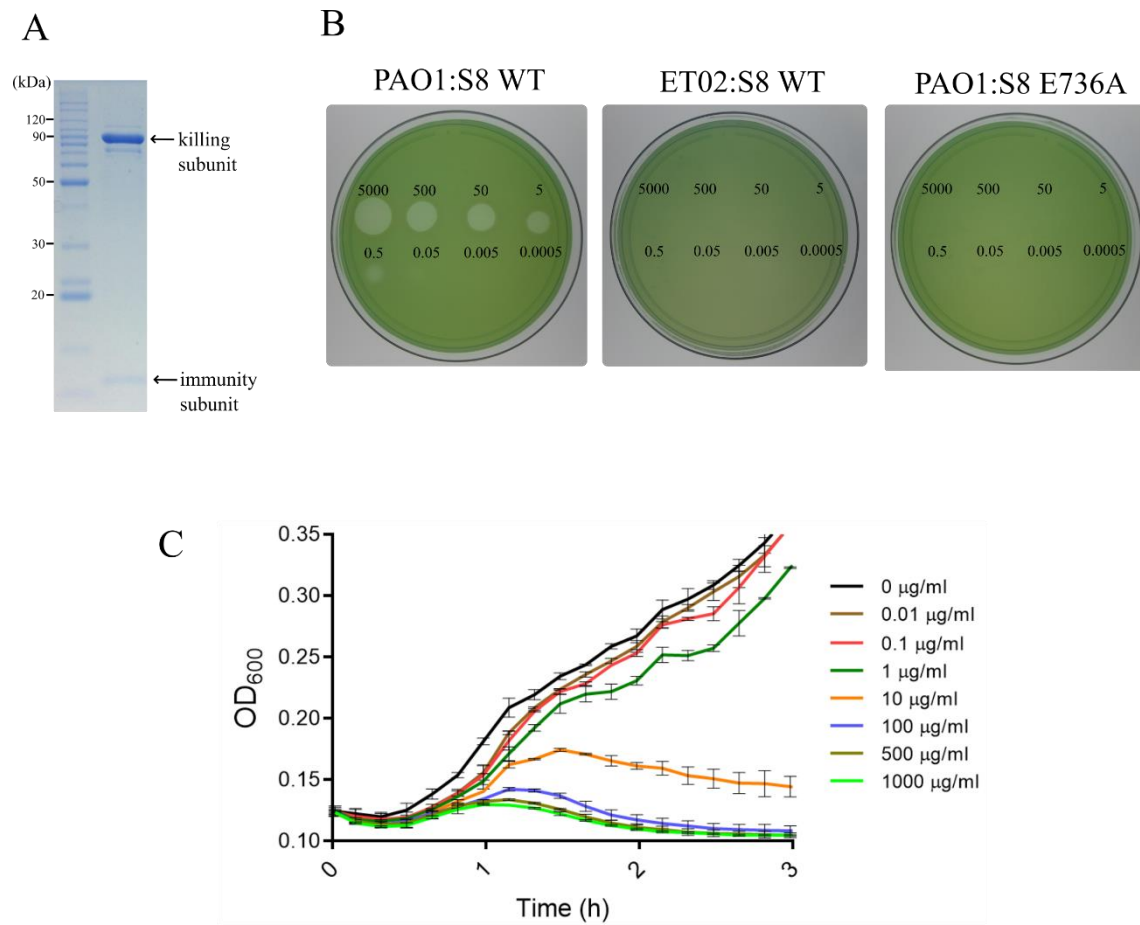 A
(kDa)
120
90
50
30
20
killing
subunit
immunity
subunit
B
PAO1:S8 WT
5000 500 50 5
0.5 0.05 0.005 0.0005
ET02:S8 WT
5000 500 50 5
0.5 0.05 0.005 0.0005
PAO1:S8 E736A
5000 500 50 5
0.5 0.05 0.005 0.0005
C
OD600
0.35
0.30
0.25
0.20
0.15
0.10
0 1 2 3
Time (h)
0 µg/ml
0.01 µg/ml
0.1 µg/ml
1 µg/ml
10 µg/ml
100 µg/ml
500 µg/ml
1000 µg/ml